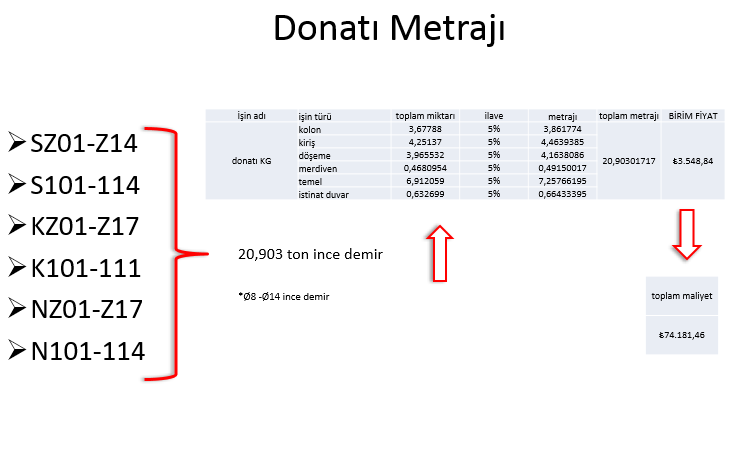 Donatı Metrajı
SZ01-Z14
S101-114
KZ01-Z17
K101-111
NZ01-Z17
N101-114
İşin adı işin türü toplam miktarı ilave metrajı toplam metrajı BİRİM FİYAT
donatı KG kolon 3,67788 5% 3,861774 20,90301717 ₺3.548,84
kiriş 4,25137 5% 4,4639385
döşeme 3,965532 5% 4,1638086
merdiven 0,4680954 5% 0,49150017
temel 6,912059 5% 7,25766195
istinat duvar 0,632699 5% 0,66433395
20,903 ton ince demir
*Ø8 -Ø14 ince demir
toplam maliyet
₺74.181,46